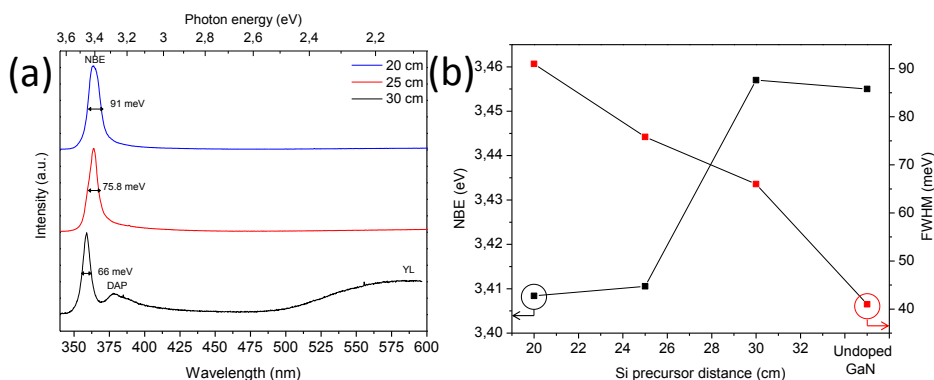 (a)
Photon energy (eV)
3,6 3,4 3,2 3 2,8 2,6 2,4 2,2
NBE
20 cm
25 cm
30 cm
91 meV
75.8 meV
66 meV
DAP
YL
Intensity (a.u.)
350 375 400 425 450 475 500 525 550 575 600
Wavelength (nm)
(b)
3,46
3,45
3,44
3,43
3,42
3,41
3,40
NBE
(eV)
90
80
70
60
50
40
FWHM
(meV)
20 22 24 26 28 30 32 Undoped
GaN
Si precursor distance (cm)